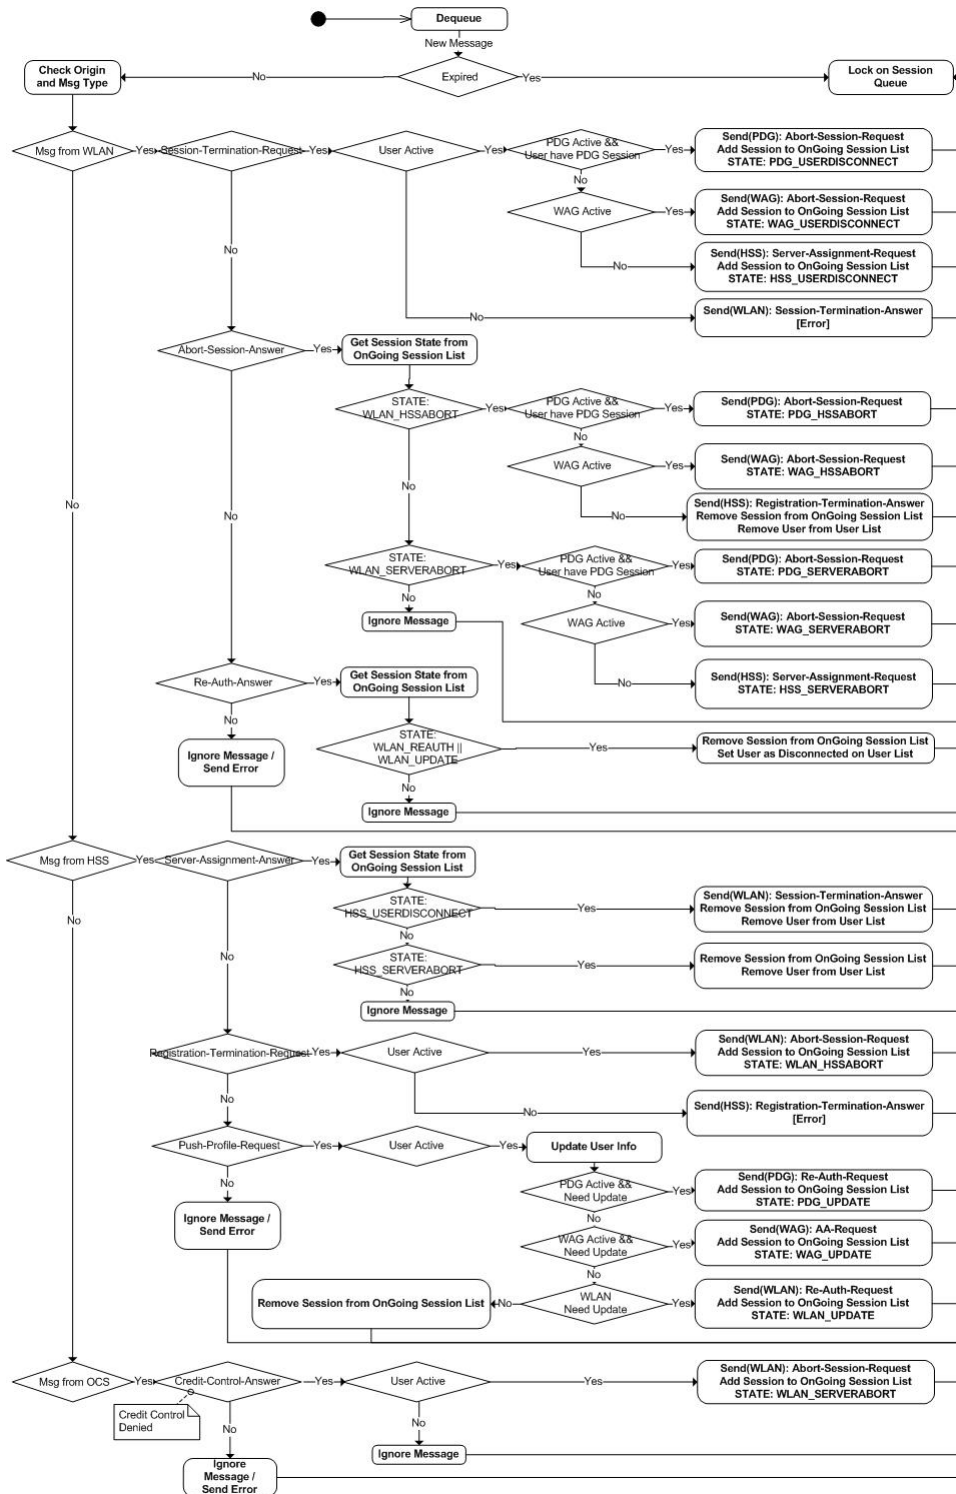 Dequeue
New Message
Expired
No
Yes
Check Origin
and Msg Type
Lock on Session
Queue
Msg from WLAN
Yes
Session-Termination-Request
Yes
User Active
Yes
PDG Active &&
User have PDG Session
Yes
Send(PDG): Abort-Session-Request
Add Session to OnGoing Session List
STATE: PDG_USERDISCONNECT
No
WAG Active
Yes
Send(WAG): Abort-Session-Request
Add Session to OnGoing Session List
STATE: WAG_USERDISCONNECT
No
No
Send(HSS): Server-Assignment-Request
Add Session to OnGoing Session List
STATE: HSS_USERDISCONNECT
No
Send(WLAN): Session-Termination-Answer
[Error]
Abort-Session-Answer
Yes
Get Session State from
OnGoing Session List
STATE:
WLAN_HSSABORT
Yes
PDG Active &&
User have PDG Session
Yes
Send(PDG): Abort-Session-Request
STATE: PDG_HSSABORT
No
WAG Active
Yes
Send(WAG): Abort-Session-Request
STATE: WAG_HSSABORT
No
No
No
No
Send(HSS): Registration-Termination-Answer
Remove Session from OnGoing Session List
Remove User from User List
STATE:
WLAN_SERVERABORT
Yes
PDG Active &&
User have PDG Session
Yes
Send(PDG): Abort-Session-Request
STATE: PDG_SERVERABORT
No
No
Ignore Message
WAG Active
Yes
Send(WAG): Abort-Session-Request
STATE: WAG_SERVERABORT
No
Send(HSS): Server-Assignment-Request
STATE: HSS_SERVERABORT
Re-Auth-Answer
Yes
Get Session State from
OnGoing Session List
No
Ignore Message /
Send Error
STATE:
WLAN_REAUTH ||
WLAN_UPDATE
Yes
Remove Session from OnGoing Session List
Set User as Disconnected on User List
No
Ignore Message
Msg from HSS
Yes
Server-Assignment-Answer
Yes
Get Session State from
OnGoing Session List
No
STATE:
HSS_USERDISCONNECT
Yes
Send(WLAN): Session-Termination-Answer
Remove Session from OnGoing Session List
Remove User from User List
No
No
STATE:
HSS_SERVERABORT
Yes
Remove Session from OnGoing Session List
Remove User from User List
No
Ignore Message
Registration-Termination-Request
Yes
User Active
Yes
Send(WLAN): Abort-Session-Request
Add Session to OnGoing Session List
STATE: WLAN_HSSABORT
No
No
Send(HSS): Registration-Termination-Answer
[Error]
Push-Profile-Request
Yes
User Active
Yes
Update User Info
No
Ignore Message /
Send Error
PDG Active &&
Need Update
Yes
Send(PDG): Re-Auth-Request
Add Session to OnGoing Session List
STATE: PDG_UPDATE
No
WAG Active &&
Need Update
Yes
Send(WAG): AA-Request
Add Session to OnGoing Session List
STATE: WAG_UPDATE
No
Remove Session from OnGoing Session List
No
WLAN
Need Update
Yes
Send(WLAN): Re-Auth-Request
Add Session to OnGoing Session List
STATE: WLAN_UPDATE
Msg from OCS
Yes
Credit-Control-Answer
Yes
User Active
Yes
Send(WLAN): Abort-Session-Request
Add Session to OnGoing Session List
STATE: WLAN_SERVERABORT
Credit Control
Denied
No
No
Ignore Message
Ignore
Message /
Send Error